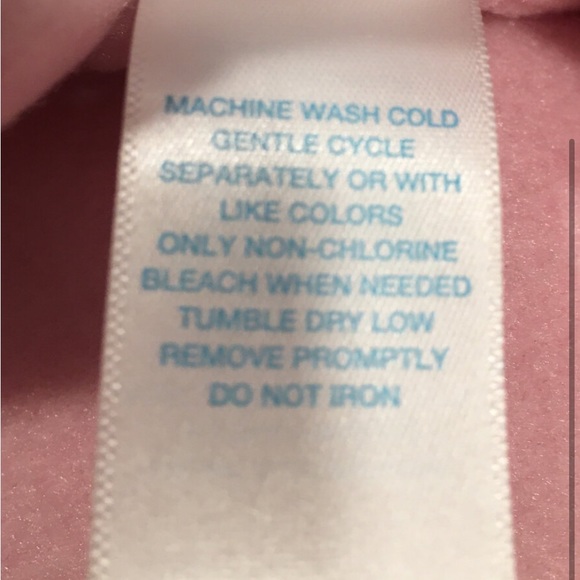 MACHINE WASH COLD
GENTLE CYCLE
SEPARATELY OR WITH
LIKE COLORS
ONLY NON-CHLORINE
BLEACH WHEN NEEDED
TUMBLE DRY LOW
REMOVE PROMPTLY
DO NOT IRON